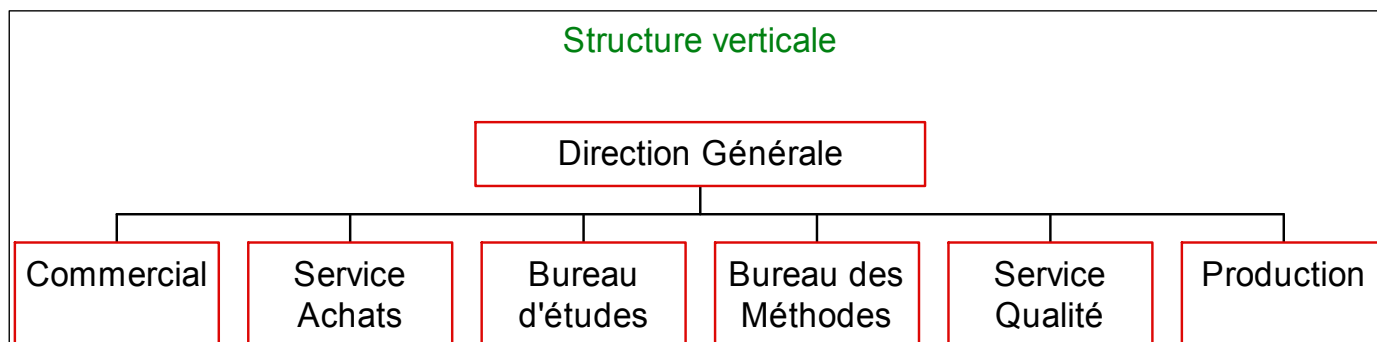 Structure verticale
Direction Générale
Commercial
Service
Achats
Bureau
d'études
Bureau des
Méthodes
Service
Qualité
Production